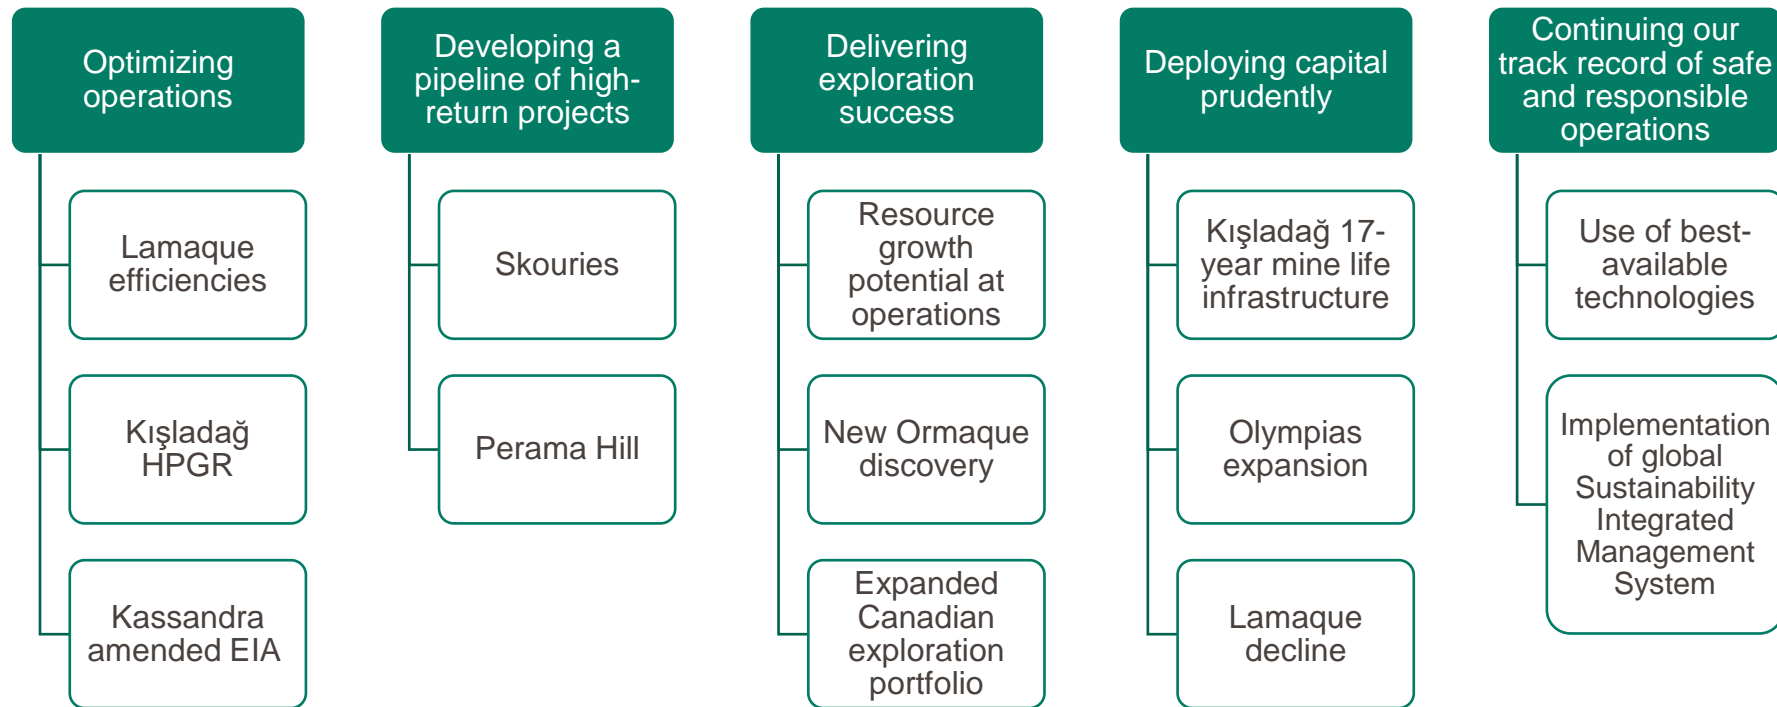 Optimizing
operations
Lamaque
efficiencies
Kışladağ
HPGR
Kassandra
amended EIA
Developing a
pipeline of high-
return projects
Skouries
Perama Hill
Delivering
exploration
success
Resource
growth
potential at
operations
New Ormaque
discovery
Expanded
Canadian
exploration
portfolio
Deploying capital
prudently
Kışladağ 17-
year mine life
infrastructure
Olympias
expansion
Lamaque
decline
Continuing our
track record of safe
and responsible
operations
Use of best-
available
technologies
Implementation
of global
Sustainability
Integrated
Management
System